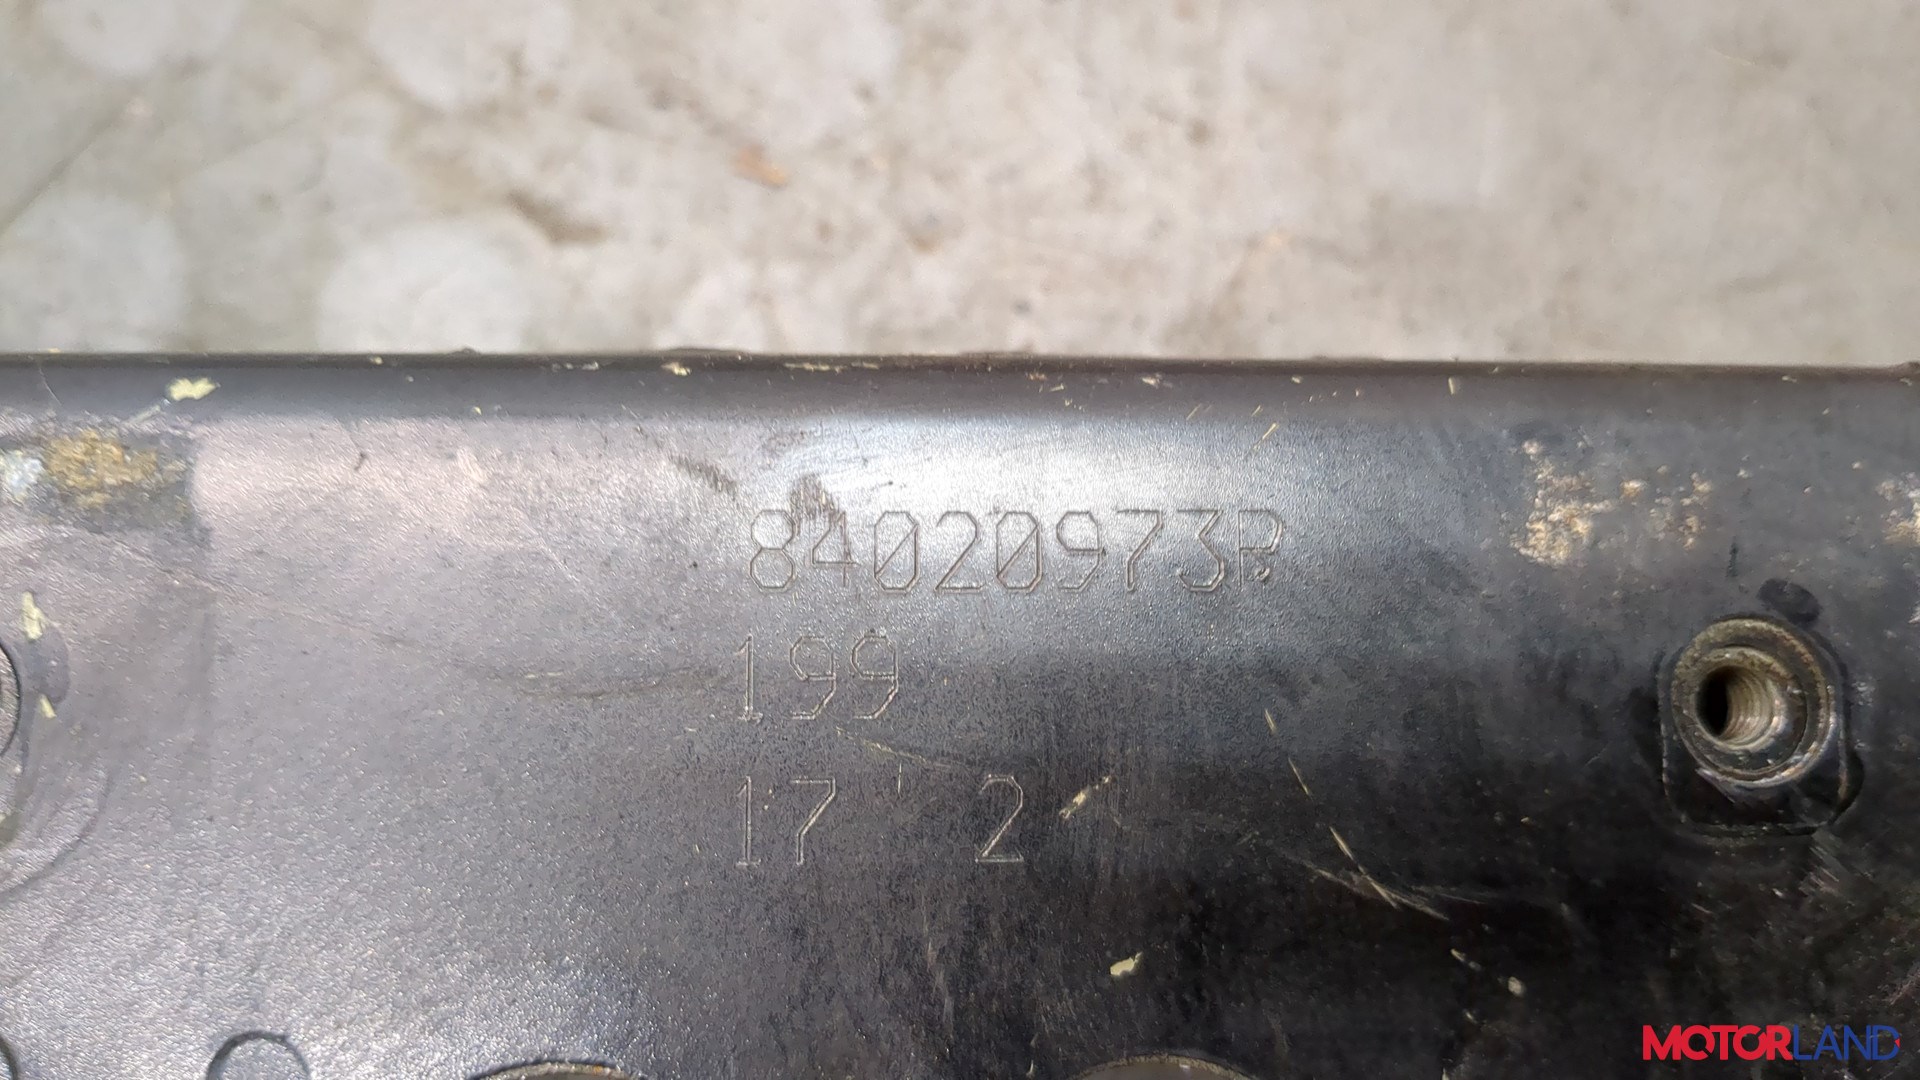 84020973R
199
17 ' 2
MOTORLAND